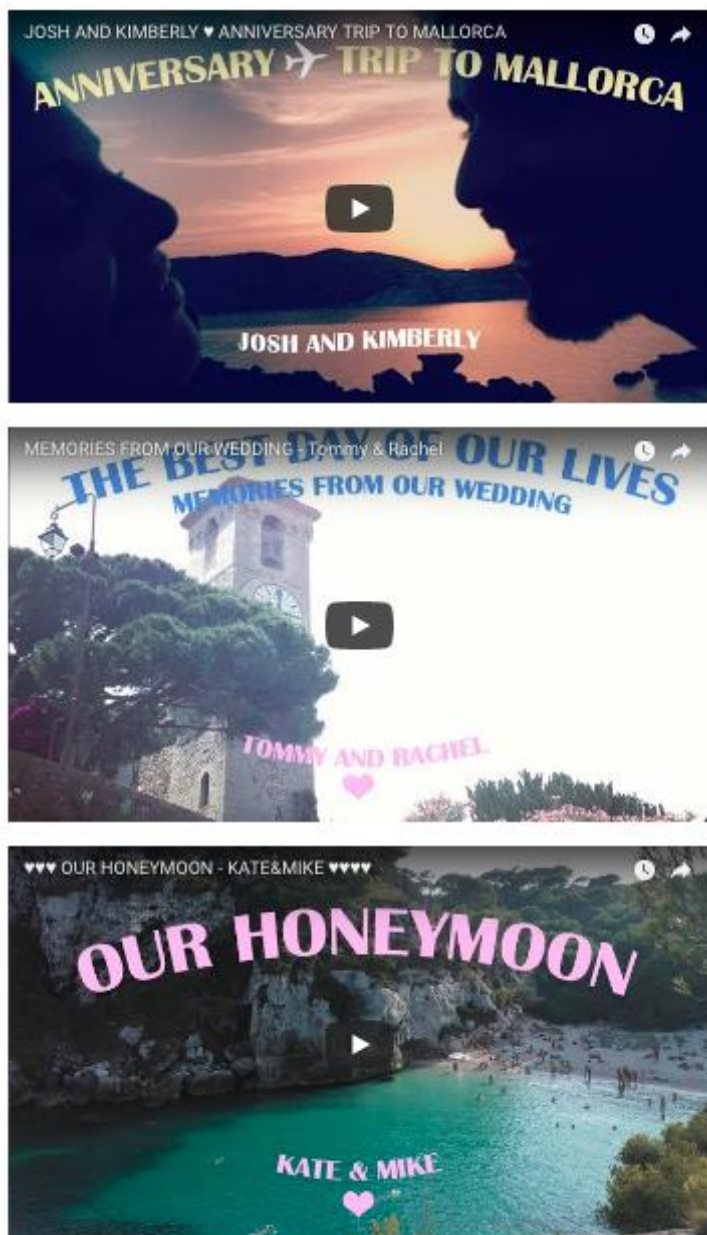 JOSH AND KIMBERLY ♥ ANNIVERSARY TRIP TO MALLORCA
ANNIVERSARY ✈ TRIP TO MALLORCA
JOSH AND KIMBERLY
MEMORIES FROM OUR WEDDING - Tommy & Rachel
THE BEST DAY OF OUR LIVES
MEMORIES FROM OUR WEDDING
TOMMY AND RACHEL
♥
♥♥♥ OUR HONEYMOON - KATE&MIKE ♥♥♥♥
OUR HONEYMOON
KATE & MIKE
♥